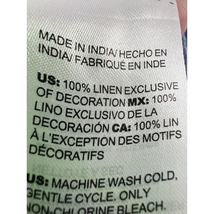 MADE IN INDIA/ HECHO EN
INDIA/ FABRIQUÉ EN INDE
US: 100% LINEN EXCLUSIVE
OF DECORATION MX: 100%
LINO EXCLUSIVO DE LA
DECORACIÓN CA: 100% LIN
À L'EXCEPTION DES MOTIFS
DÉCORATIFS
US: MACHINE WASH COLD,
GENTLE CYCLE. ONLY
NON-CHLORINE BLEACH.